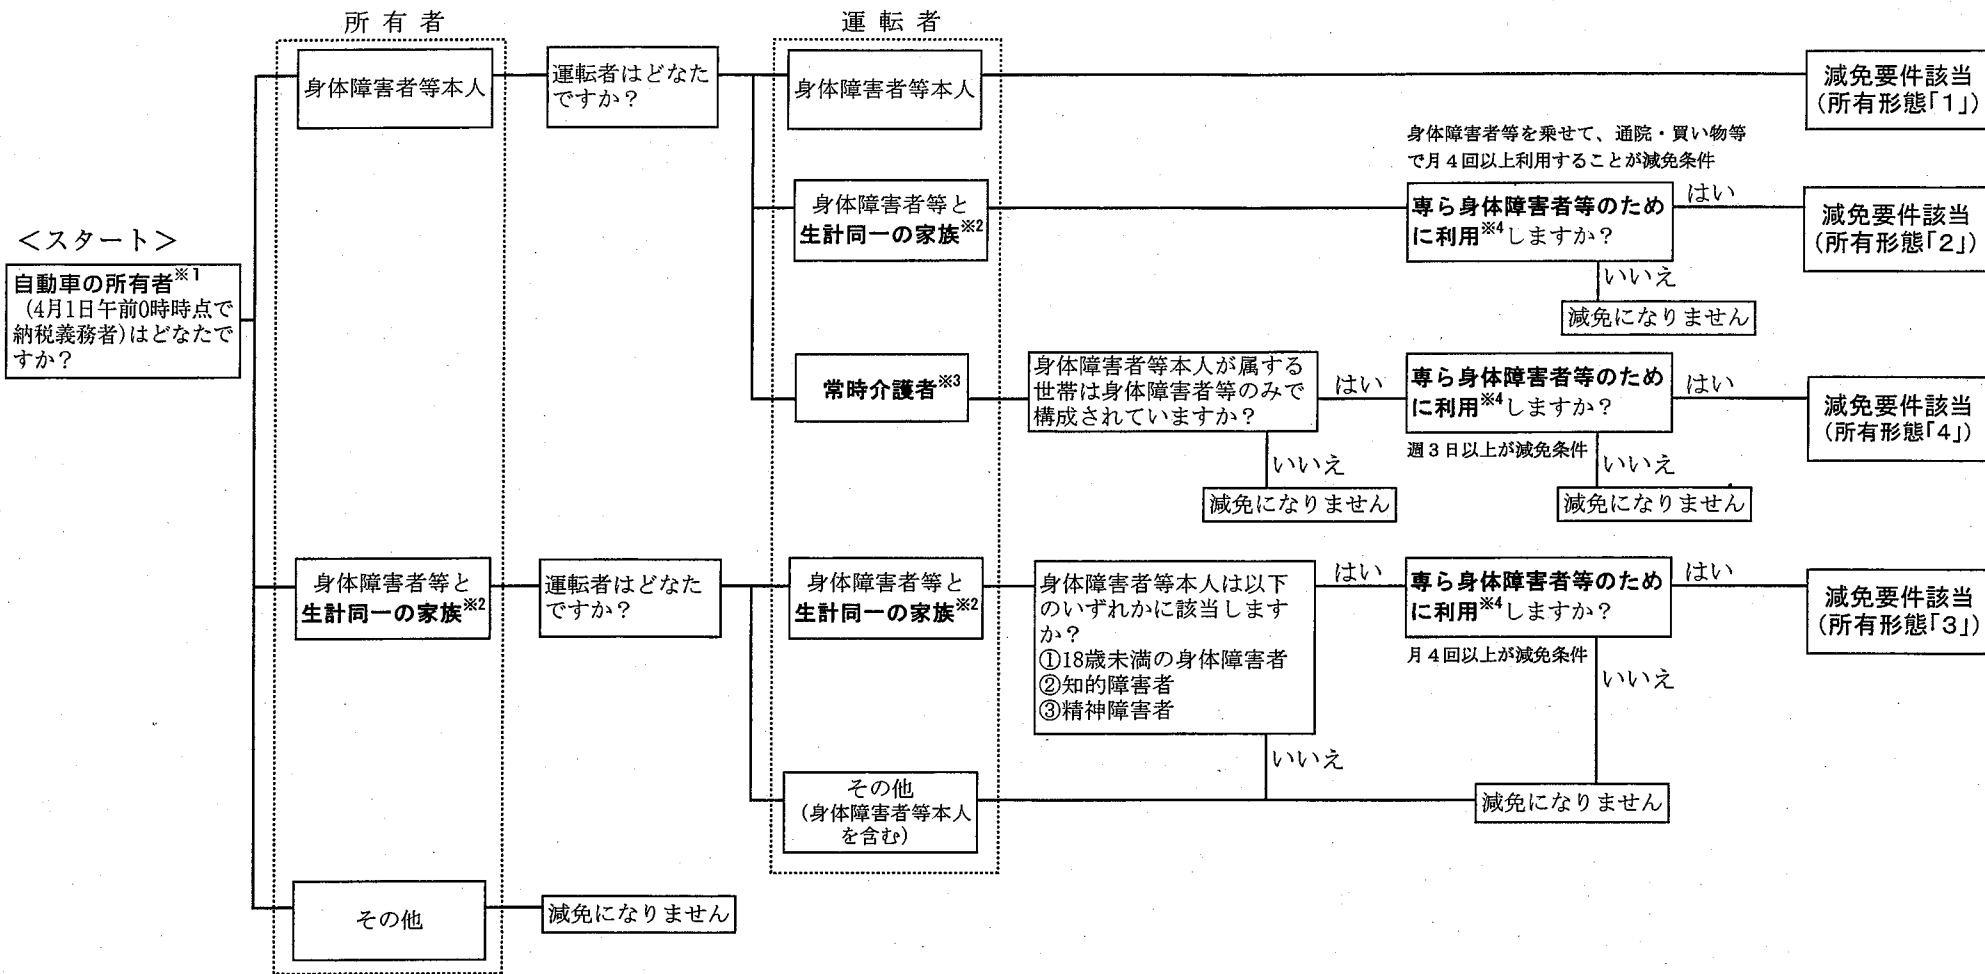 所有者
運転者
<スタート>
自動車の所有者※1
(4月1日午前0時時点で
納税義務者)はどなたで
すか?
身体障害者等本人
運転者はどなた
ですか?
身体障害者等本人
減免要件該当
(所有形態「1」)
身体障害者等と
生計同一の家族※2
身体障害者等を乗せて、通院・買い物等
で月4回以上利用することが減免条件
専ら身体障害者等のため
に利用※4しますか?
はい
減免要件該当
(所有形態「2」)
いいえ
減免になりません
常時介護者※3
身体障害者等本人が属する
世帯は身体障害者等のみで
構成されていますか?
はい
専ら身体障害者等のため
に利用※4しますか?
週3日以上が減免条件
はい
減免要件該当
(所有形態「4」)
いいえ
減免になりません
いいえ
減免になりません
身体障害者等と
生計同一の家族※2
運転者はどなた
ですか?
身体障害者等と
生計同一の家族※2
身体障害者等本人は以下
のいずれかに該当します
か?
①18歳未満の身体障害者
②知的障害者
③精神障害者
はい
専ら身体障害者等のため
に利用※4しますか?
月4回以上が減免条件
はい
減免要件該当
(所有形態「3」)
いいえ
いいえ
その他
(身体障害者等本人
を含む)
減免になりません
その他
減免になりません